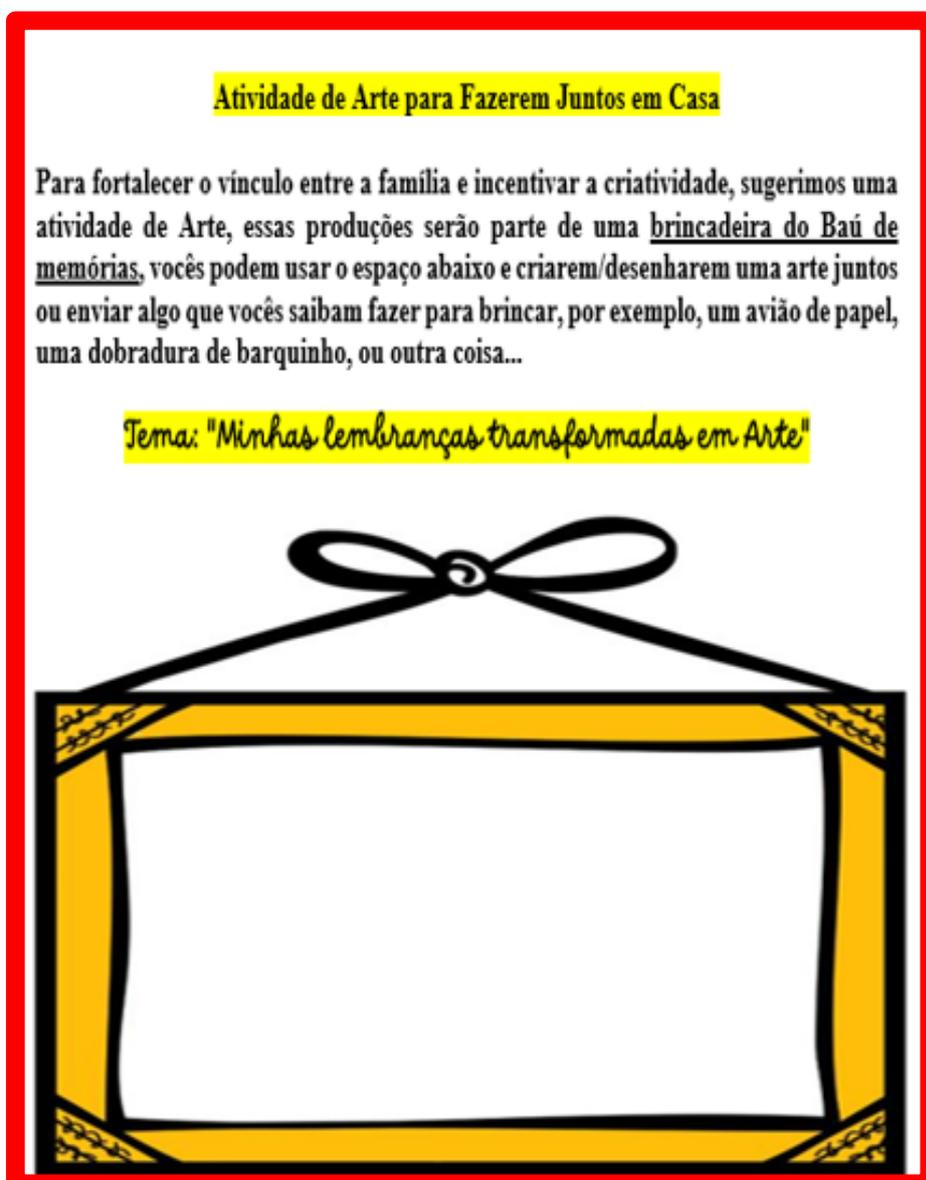 Atividade de Arte para Fazerem Juntos em Casa
Para fortalecer o vínculo entre a família e incentivar a criatividade, sugerimos uma
atividade de Arte, essas produções serão parte de uma brincadeira do Baú de
memórias, vocês podem usar o espaço abaixo e criarem/desenharem uma arte juntos
ou enviar algo que vocês saibam fazer para brincar, por exemplo, um avião de papel,
uma dobradura de barquinho, ou outra coisa...
Tema: "Minhas lembranças transformadas em Arte"